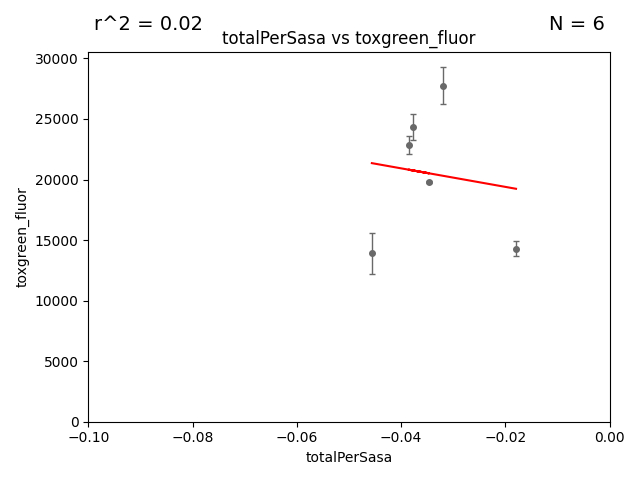 r^2 = 0.02
N = 6
totalPerSasa vs toxgreen_fluor
30000
25000
20000
15000
10000
5000
0
toxgreen_fluor
−0.10
−0.08
−0.06
−0.04
−0.02
0.00
totalPerSasa